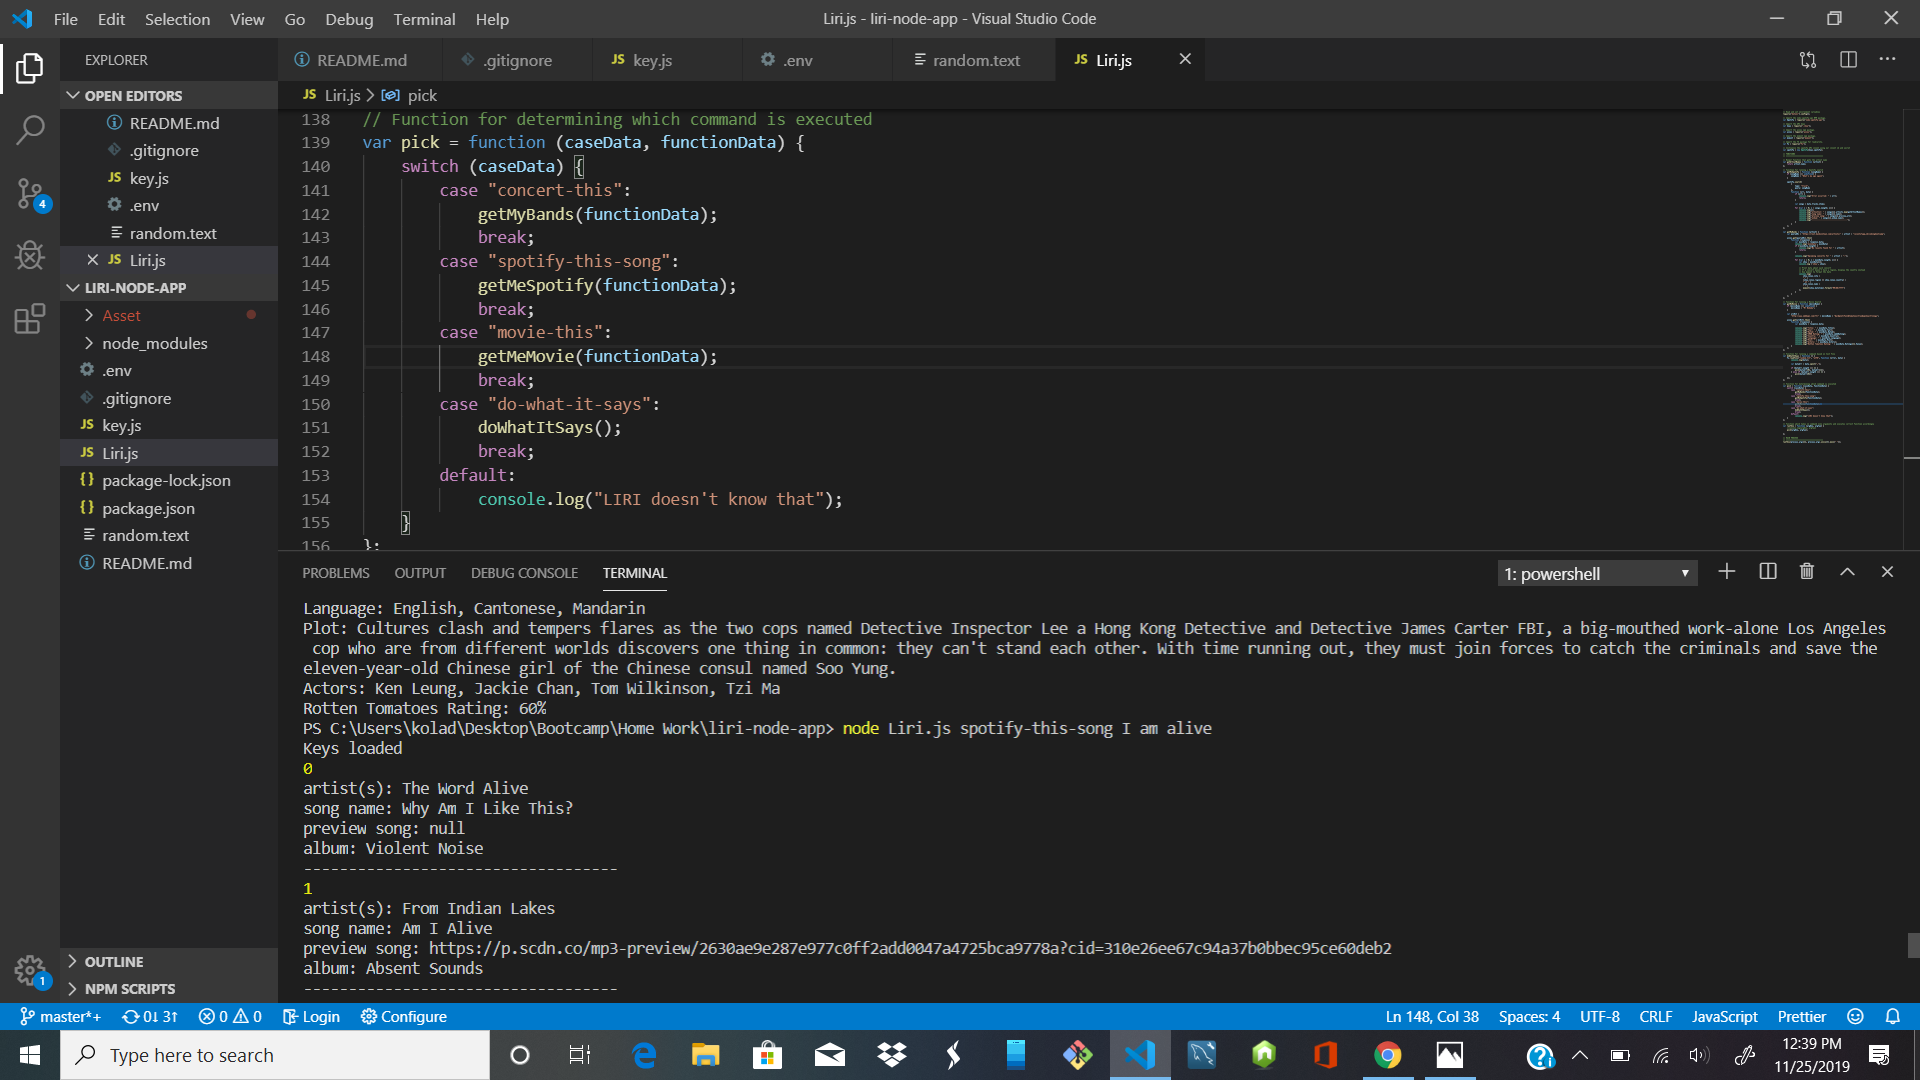 File Edit Selection View Go Debug Terminal Help
Liri.js - liri-node-app - Visual Studio Code
EXPLORER
README.md
.gitignore
JS key.js
.env
random.text
JS Liri.js
OPEN EDITORS
README.md
.gitignore
JS key.js
.env
random.text
JS Liri.js
LIRI-NODE-APP
Asset
node_modules
.env
.gitignore
JS key.js
JS Liri.js
{} package-lock.json
{} package.json
random.text
README.md
OUTLINE
NPM SCRIPTS
4
1
JS Liri.js > pick
138 // Function for determining which command is executed
139 var pick = function (caseData, functionData) {
140 switch (caseData) {
141 case "concert-this":
142 getMyBands(functionData);
143 break;
144 case "spotify-this-song":
145 getMeSpotify(functionData);
146 break;
147 case "movie-this":
148 getMeMovie(functionData);
149 break;
150 case "do-what-it-says":
151 doWhatItSays();
152 break;
153 default:
154 console.log("LIRI doesn't know that");
155 }
156 };
PROBLEMS OUTPUT DEBUG CONSOLE TERMINAL
1: powershell
Language: English, Cantonese, Mandarin
Plot: Cultures clash and tempers flares as the two cops named Detective Inspector Lee a Hong Kong Detective and Detective James Carter FBI, a big-mouthed work-alone Los Angeles
cop who are from different worlds discovers one thing in common: they can't stand each other. With time running out, they must join forces to catch the criminals and save the
eleven-year-old Chinese girl of the Chinese consul named Soo Yung.
Actors: Ken Leung, Jackie Chan, Tom Wilkinson, Tzi Ma
Rotten Tomatoes Rating: 60%
PS C:\Users\kolad\Desktop\Bootcamp\Home Work\liri-node-app> node Liri.js spotify-this-song I am alive
Keys loaded
0
artist(s): The Word Alive
song name: Why Am I Like This?
preview song: null
album: Violent Noise
-----------------------------------
1
artist(s): From Indian Lakes
song name: Am I Alive
preview song: https://p.scdn.co/mp3-preview/2630ae9e287e977c0ff2add0047a4725bca9778a?cid=310e26ee67c94a37b0bbec95ce60deb2
album: Absent Sounds
-----------------------------------
master*+ 0↓ 3↑ 0 0 Login Configure
Ln 148, Col 38 Spaces: 4 UTF-8 CRLF JavaScript Prettier
Type here to search
12:39 PM
11/25/2019